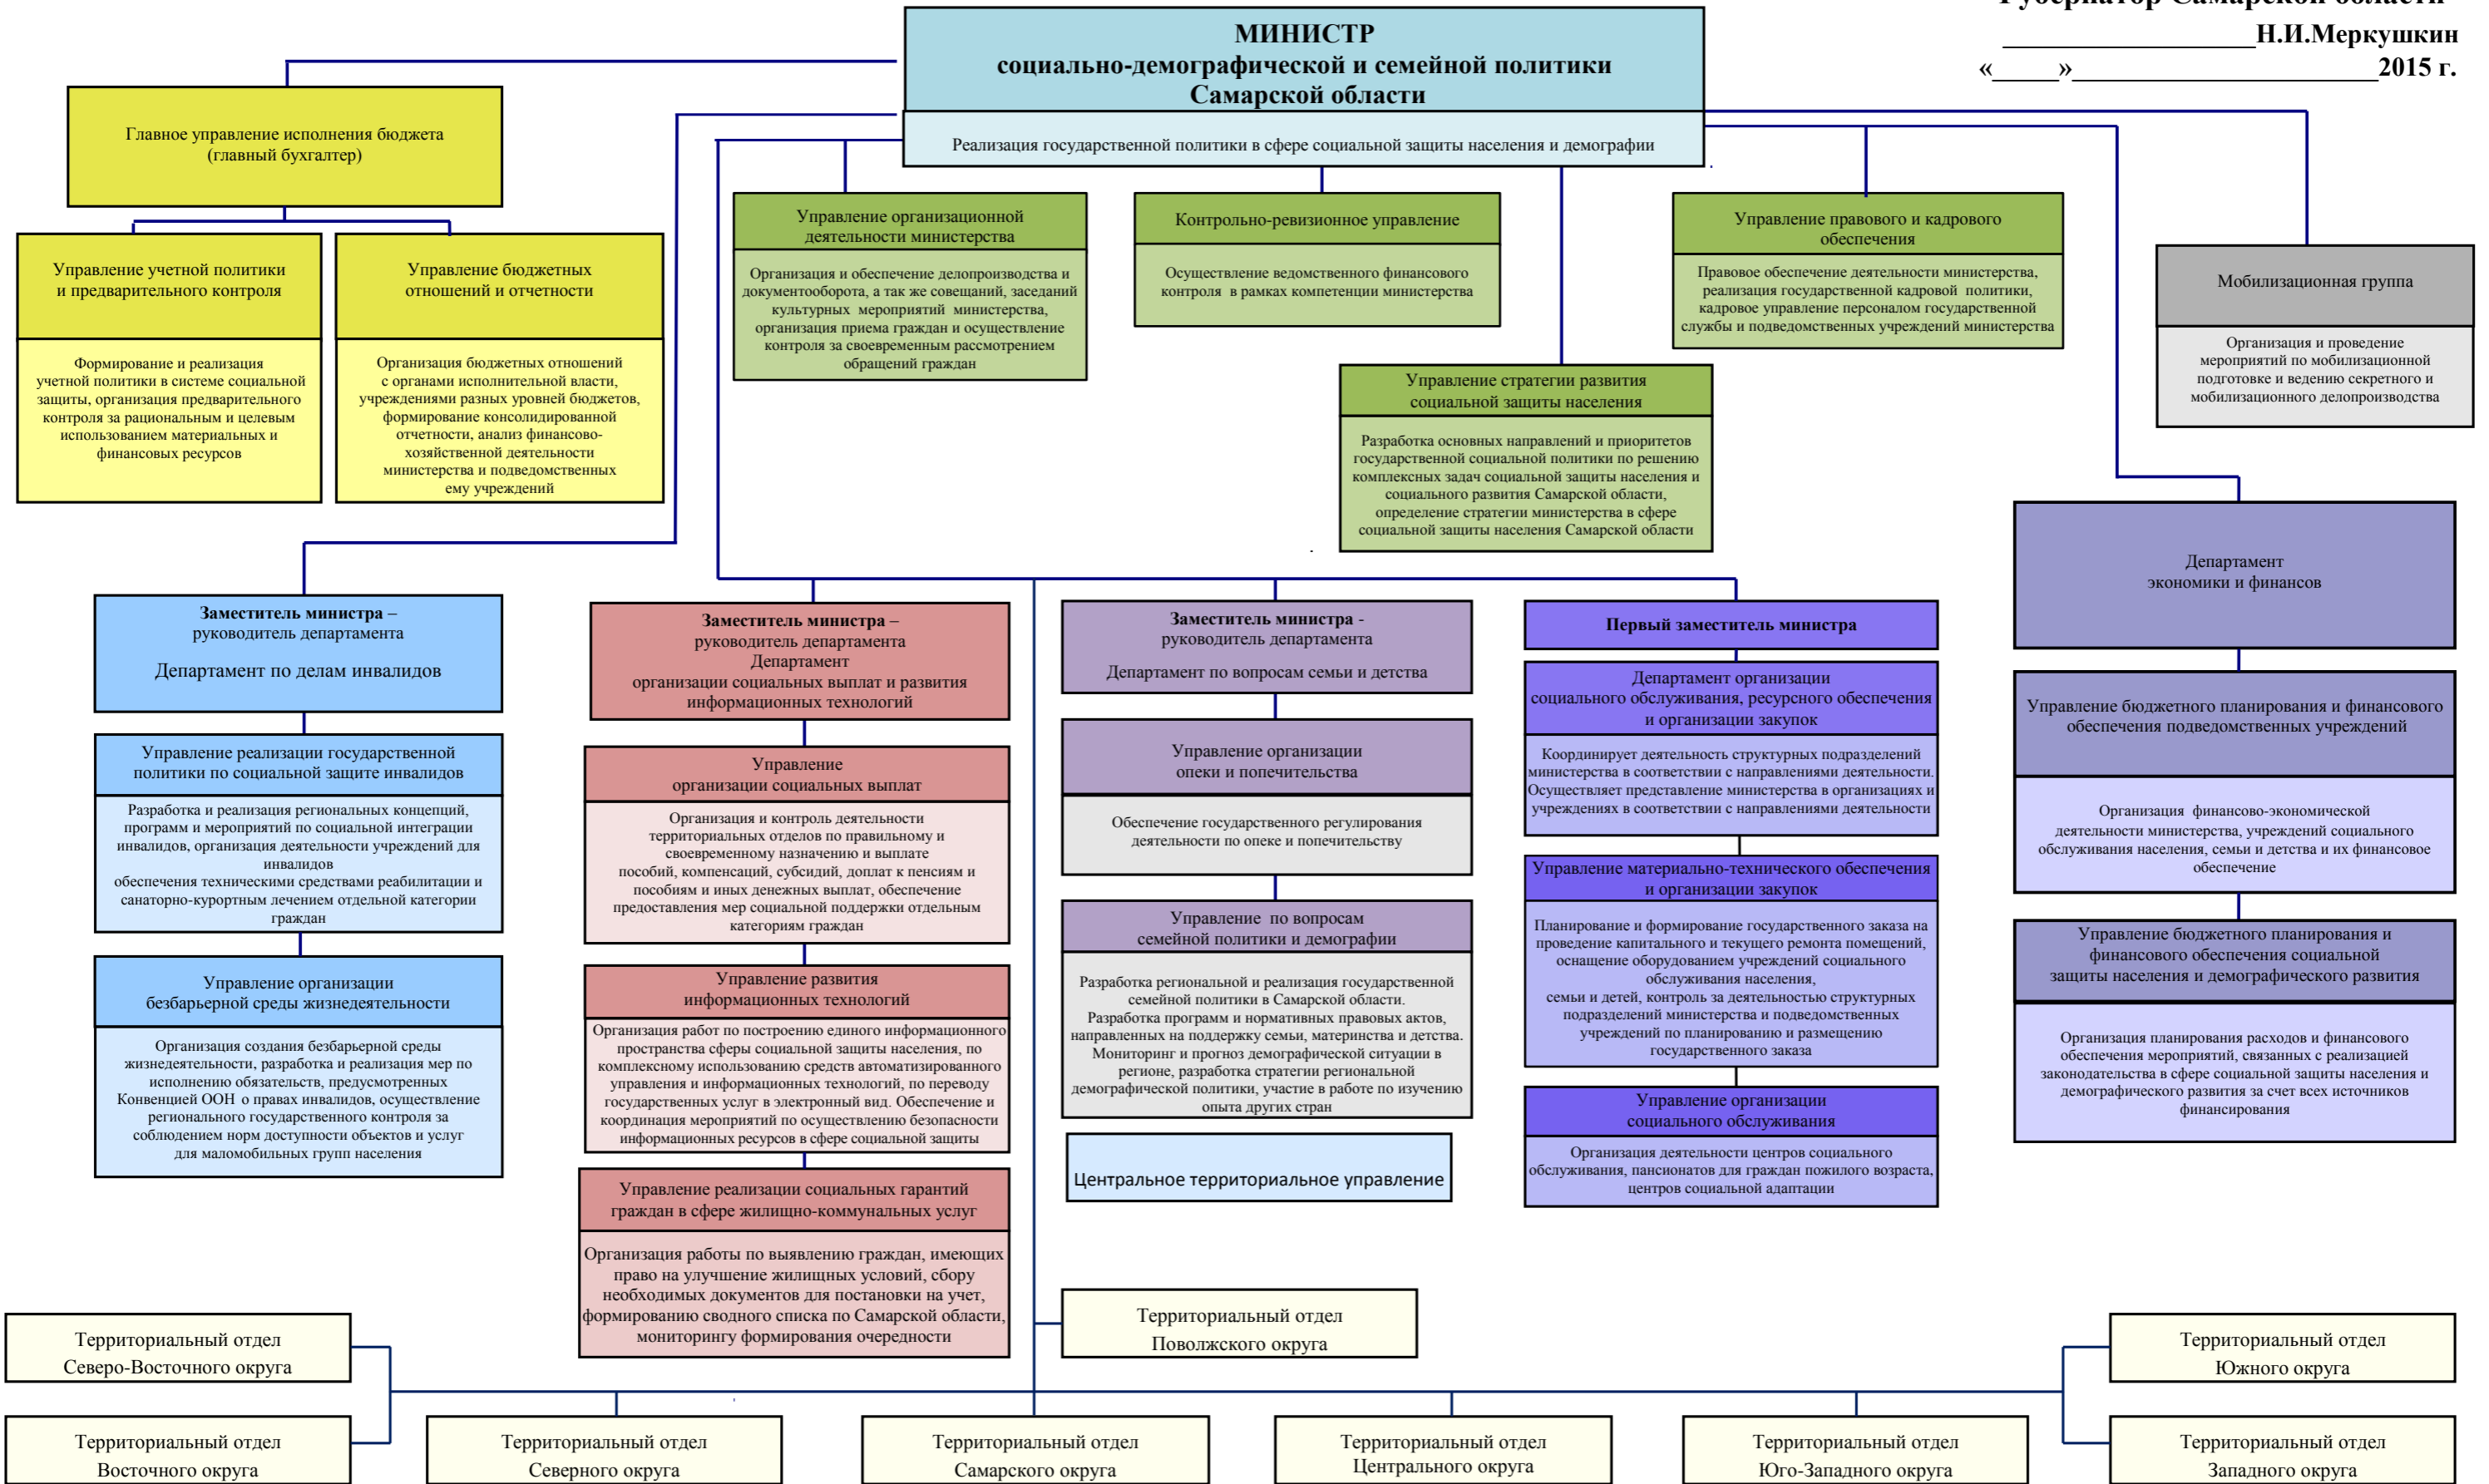 Губернатор Самарской области
____________________Н.И.Меркушкин
«_____»________________________2015 г.
МИНИСТР
социально-демографической и семейной политики
Самарской области
Реализация государственной политики в сфере социальной защиты населения и демографии
Главное управление исполнения бюджета
(главный бухгалтер)
Управление учетной политики
и предварительного контроля
Формирование и реализация
учетной политики в системе социальной
защиты, организация предварительного
контроля за рациональным и целевым
использованием материальных и
финансовых ресурсов
Управление бюджетных
отношений и отчетности
Организация бюджетных отношений
с органами исполнительной власти,
учреждениями разных уровней бюджетов,
формирование консолидированной
отчетности, анализ финансово-
хозяйственной деятельности
министерства и подведомственных
ему учреждений
Управление организационной
деятельности министерства
Организация и обеспечение делопроизводства и
документооборота, а так же совещаний, заседаний
культурных мероприятий министерства,
организация приема граждан и осуществление
контроля за своевременным рассмотрением
обращений граждан
Контрольно-ревизионное управление
Осуществление ведомственного финансового
контроля в рамках компетенции министерства
Управление стратегии развития
социальной защиты населения
Разработка основных направлений и приоритетов
государственной социальной политики по решению
комплексных задач социальной защиты населения и
социального развития Самарской области,
определение стратегии министерства в сфере
социальной защиты населения Самарской области
Управление правового и кадрового
обеспечения
Правовое обеспечение деятельности министерства,
реализация государственной кадровой политики,
кадровое управление персоналом государственной
службы и подведомственных учреждений министерства
Мобилизационная группа
Организация и проведение
мероприятий по мобилизационной
подготовке и ведению секретного и
мобилизационного делопроизводства
Заместитель министра –
руководитель департамента
Департамент по делам инвалидов
Управление реализации государственной
политики по социальной защите инвалидов
Разработка и реализация региональных концепций,
программ и мероприятий по социальной интеграции
инвалидов, организация деятельности учреждений для
инвалидов
обеспечения техническими средствами реабилитации и
санаторно-курортным лечением отдельной категории
граждан
Управление организации
безбарьерной среды жизнедеятельности
Организация создания безбарьерной среды
жизнедеятельности, разработка и реализация мер по
исполнению обязательств, предусмотренных
Конвенцией ООН о правах инвалидов, осуществление
регионального государственного контроля за
соблюдением норм доступности объектов и услуг
для маломобильных групп населения
Заместитель министра –
руководитель департамента
Департамент
организации социальных выплат и развития
информационных технологий
Управление
организации социальных выплат
Организация и контроль деятельности
территориальных отделов по правильному и
своевременному назначению и выплате
пособий, компенсаций, субсидий, доплат к пенсиям и
пособиям и иных денежных выплат, обеспечение
предоставления мер социальной поддержки отдельным
категориям граждан
Управление развития
информационных технологий
Организация работ по построению единого информационного
пространства сферы социальной защиты населения, по
комплексному использованию средств автоматизированного
управления и информационных технологий, по переводу
государственных услуг в электронный вид. Обеспечение и
координация мероприятий по осуществлению безопасности
информационных ресурсов в сфере социальной защиты
Управление реализации социальных гарантий
граждан в сфере жилищно-коммунальных услуг
Организация работы по выявлению граждан, имеющих
право на улучшение жилищных условий, сбору
необходимых документов для постановки на учет,
формированию сводного списка по Самарской области,
мониторингу формирования очередности
Заместитель министра -
руководитель департамента
Департамент по вопросам семьи и детства
Управление организации
опеки и попечительства
Обеспечение государственного регулирования
деятельности по опеке и попечительству
Управление по вопросам
семейной политики и демографии
Разработка региональной и реализация государственной
семейной политики в Самарской области.
Разработка программ и нормативных правовых актов,
направленных на поддержку семьи, материнства и детства.
Мониторинг и прогноз демографической ситуации в
регионе, разработка стратегии региональной
демографической политики, участие в работе по изучению
опыта других стран
Центральное территориальное управление
Первый заместитель министра
Департамент организации
социального обслуживания, ресурсного обеспечения
и организации закупок
Координирует деятельность структурных подразделений
министерства в соответствии с направлениями деятельности.
Осуществляет представление министерства в организациях и
учреждениях в соответствии с направлениями деятельности
Управление материально-технического обеспечения
и организации закупок
Планирование и формирование государственного заказа на
проведение капитального и текущего ремонта помещений,
оснащение оборудованием учреждений социального
обслуживания населения,
семьи и детей, контроль за деятельностью структурных
подразделений министерства и подведомственных
учреждений по планированию и размещению
государственного заказа
Управление организации
социального обслуживания
Организация деятельности центров социального
обслуживания, пансионатов для граждан пожилого возраста,
центров социальной адаптации
Департамент
экономики и финансов
Управление бюджетного планирования и финансового
обеспечения подведомственных учреждений
Организация финансово-экономической
деятельности министерства, учреждений социального
обслуживания населения, семьи и детства и их финансовое
обеспечение
Управление бюджетного планирования и
финансового обеспечения социальной
защиты населения и демографического развития
Организация планирования расходов и финансового
обеспечения мероприятий, связанных с реализацией
законодательства в сфере социальной защиты населения и
демографического развития за счет всех источников
финансирования
Территориальный отдел
Поволжского округа
Территориальный отдел
Северо-Восточного округа
Территориальный отдел
Южного округа
Территориальный отдел
Восточного округа
Территориальный отдел
Северного округа
Территориальный отдел
Самарского округа
Территориальный отдел
Центрального округа
Территориальный отдел
Юго-Западного округа
Территориальный отдел
Западного округа